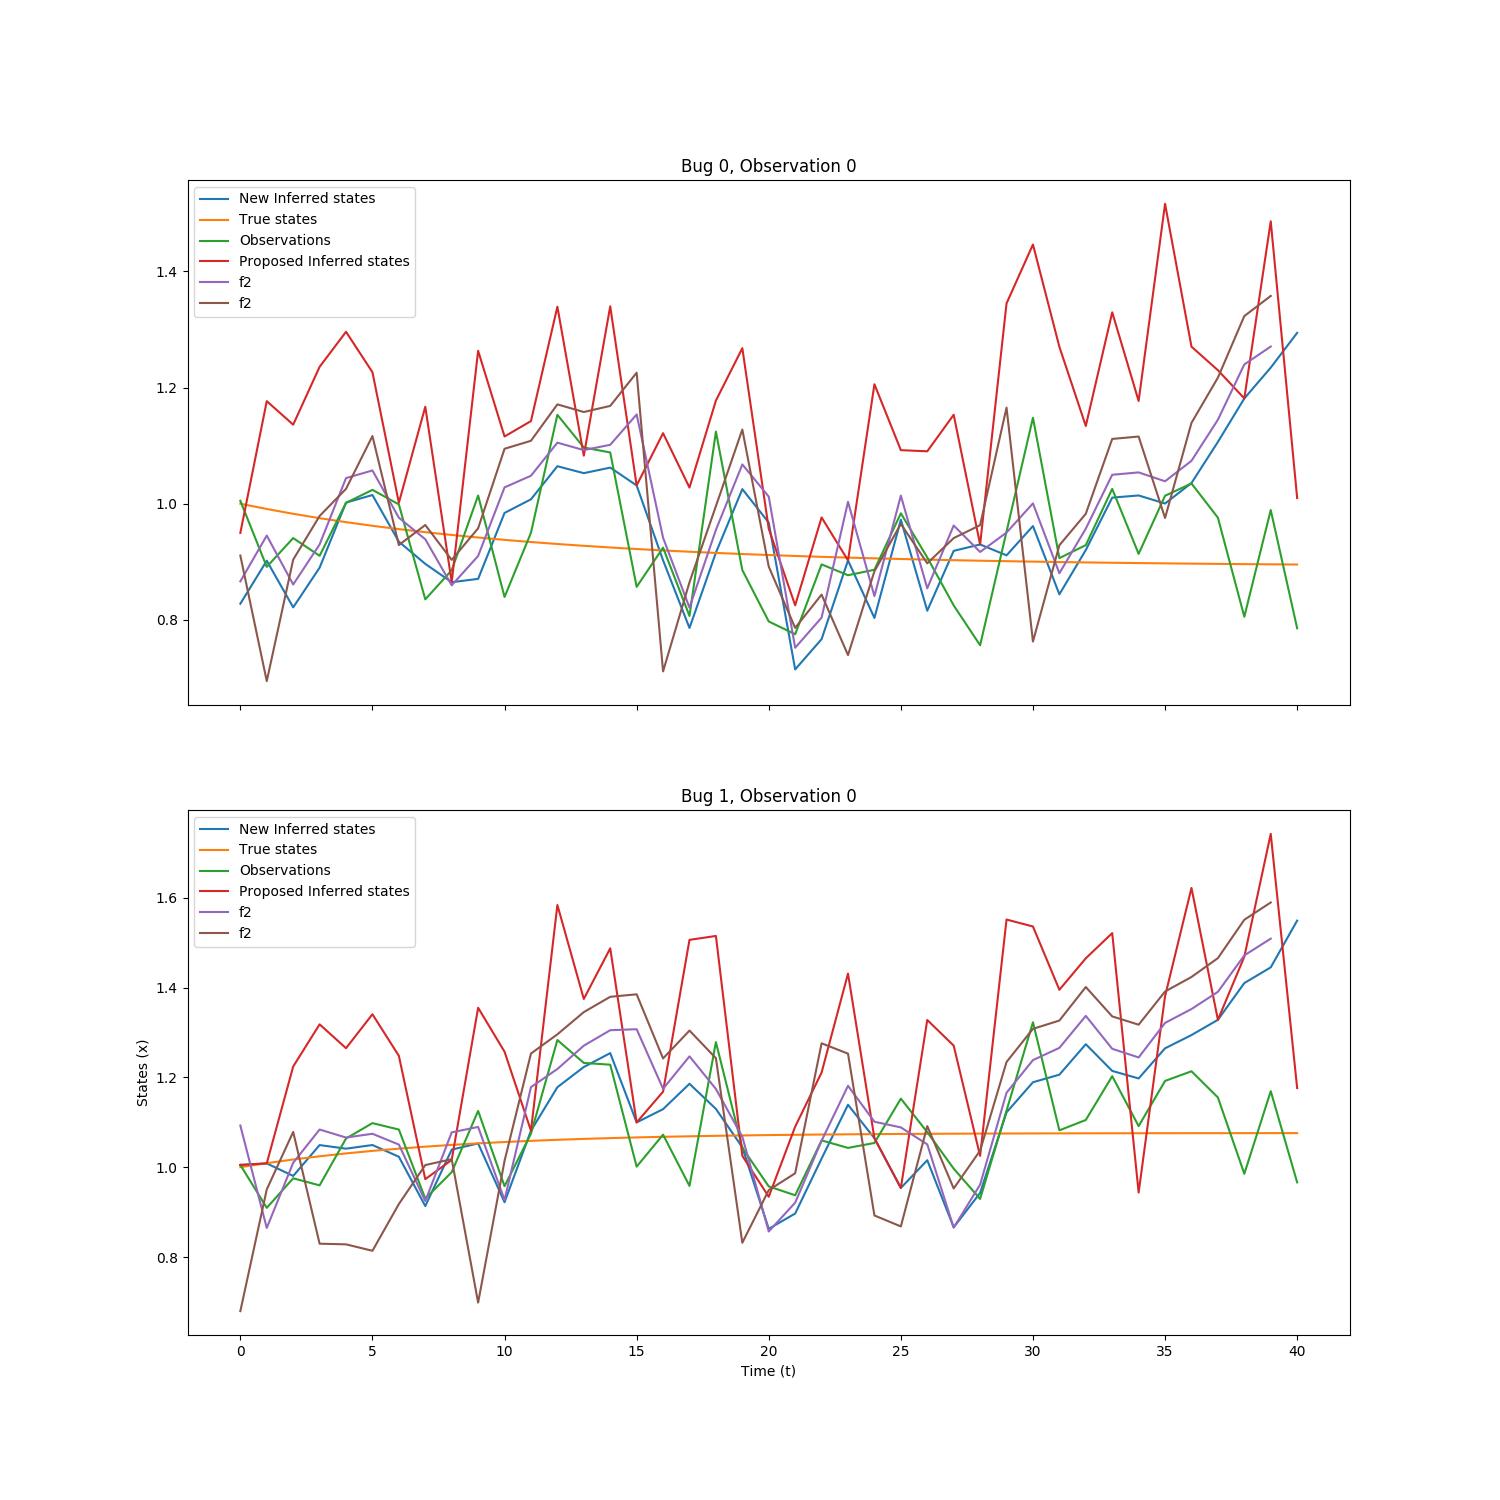 Bug 0, Observation 0
New Inferred states
True states
Observations
Proposed Inferred states
f2
f2
1.4
1.2
1.0
0.8
Bug 1, Observation 0
New Inferred states
True states
Observations
Proposed Inferred states
f2
f2
1.6
1.4
1.2
1.0
0.8
States (x)
0 5 10 15 20 25 30 35 40
Time (t)